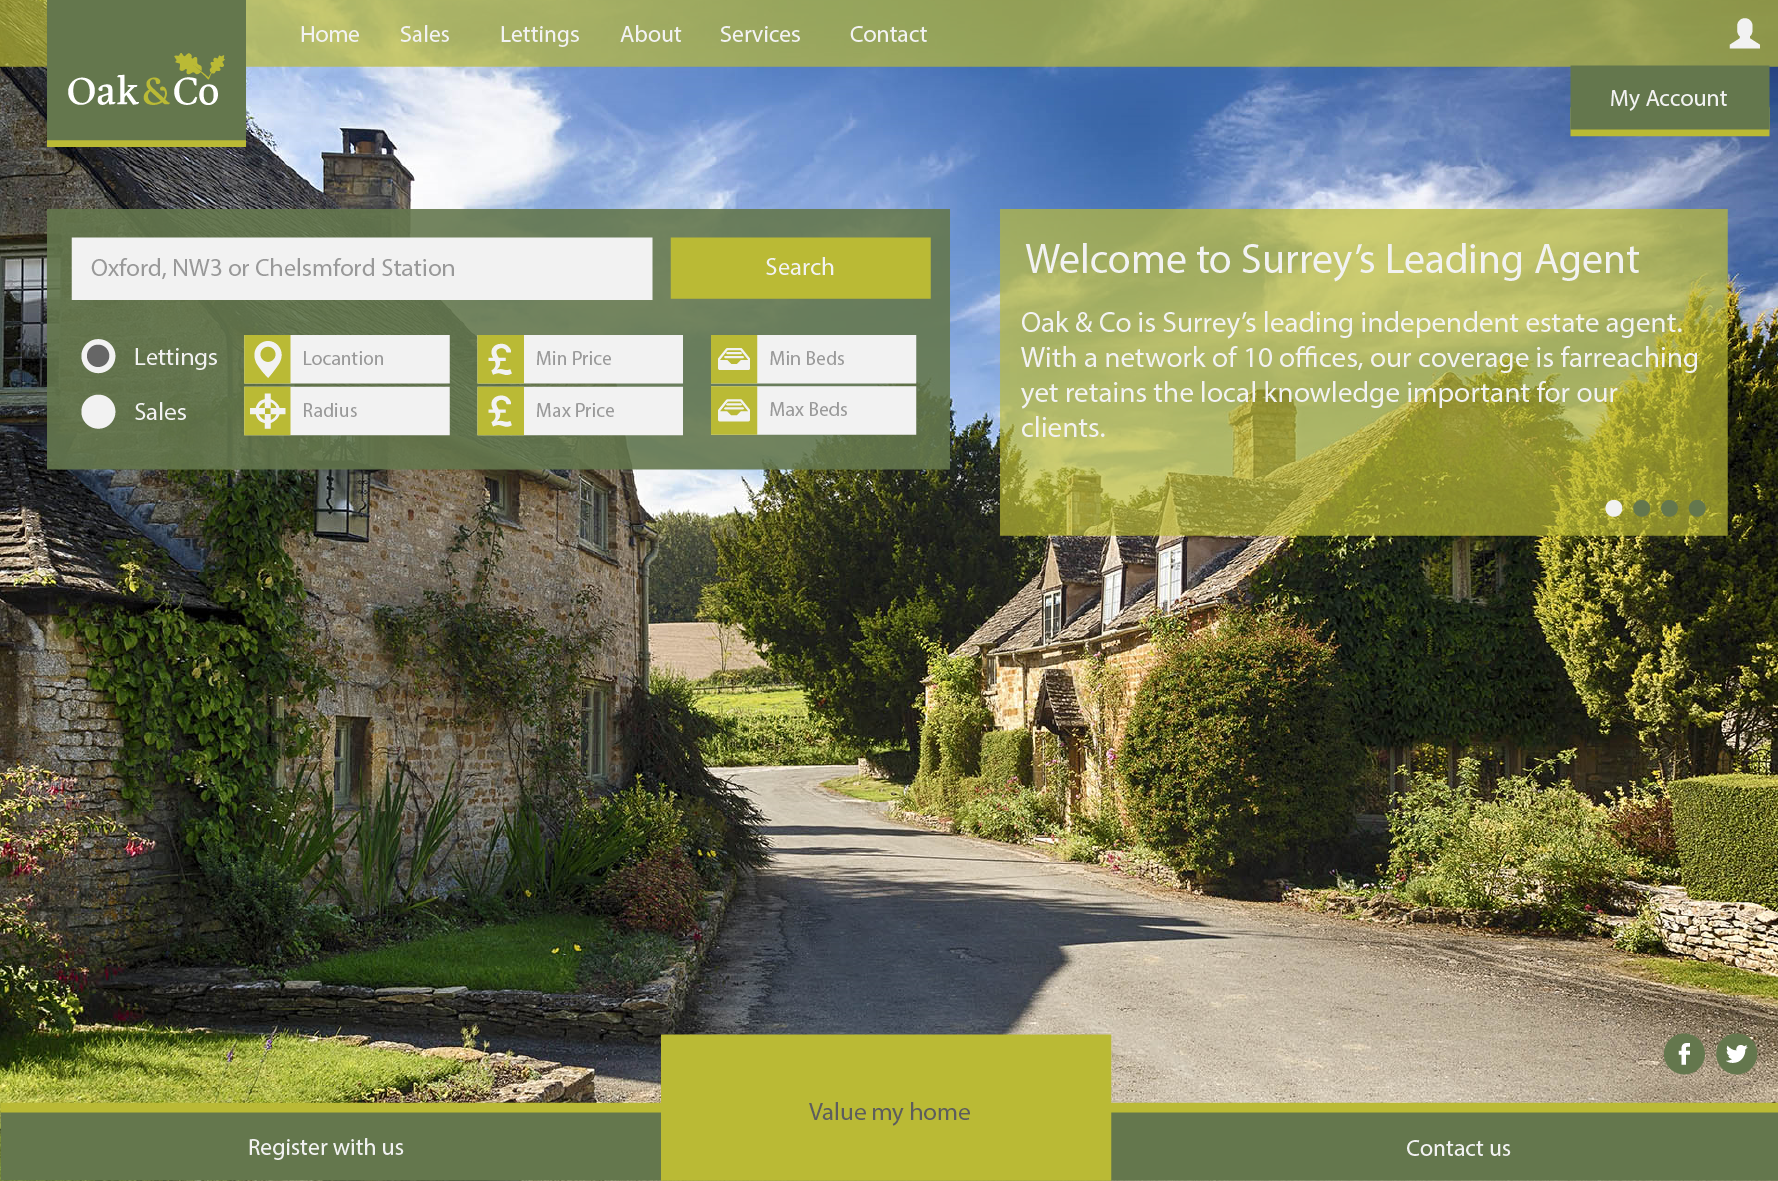 Home Sales Lettings About Services Contact
Oak & Co
My Account
Oxford, NW3 or Chelsmford Station
Search
Lettings
Sales
Locantion
Radius
£ Min Price
£ Max Price
Min Beds
Max Beds
Welcome to Surrey’s Leading Agent
Oak & Co is Surrey’s leading independent estate agent.
With a network of 10 offices, our coverage is farreaching
yet retains the local knowledge important for our
clients.
f
Value my home
Register with us
Contact us